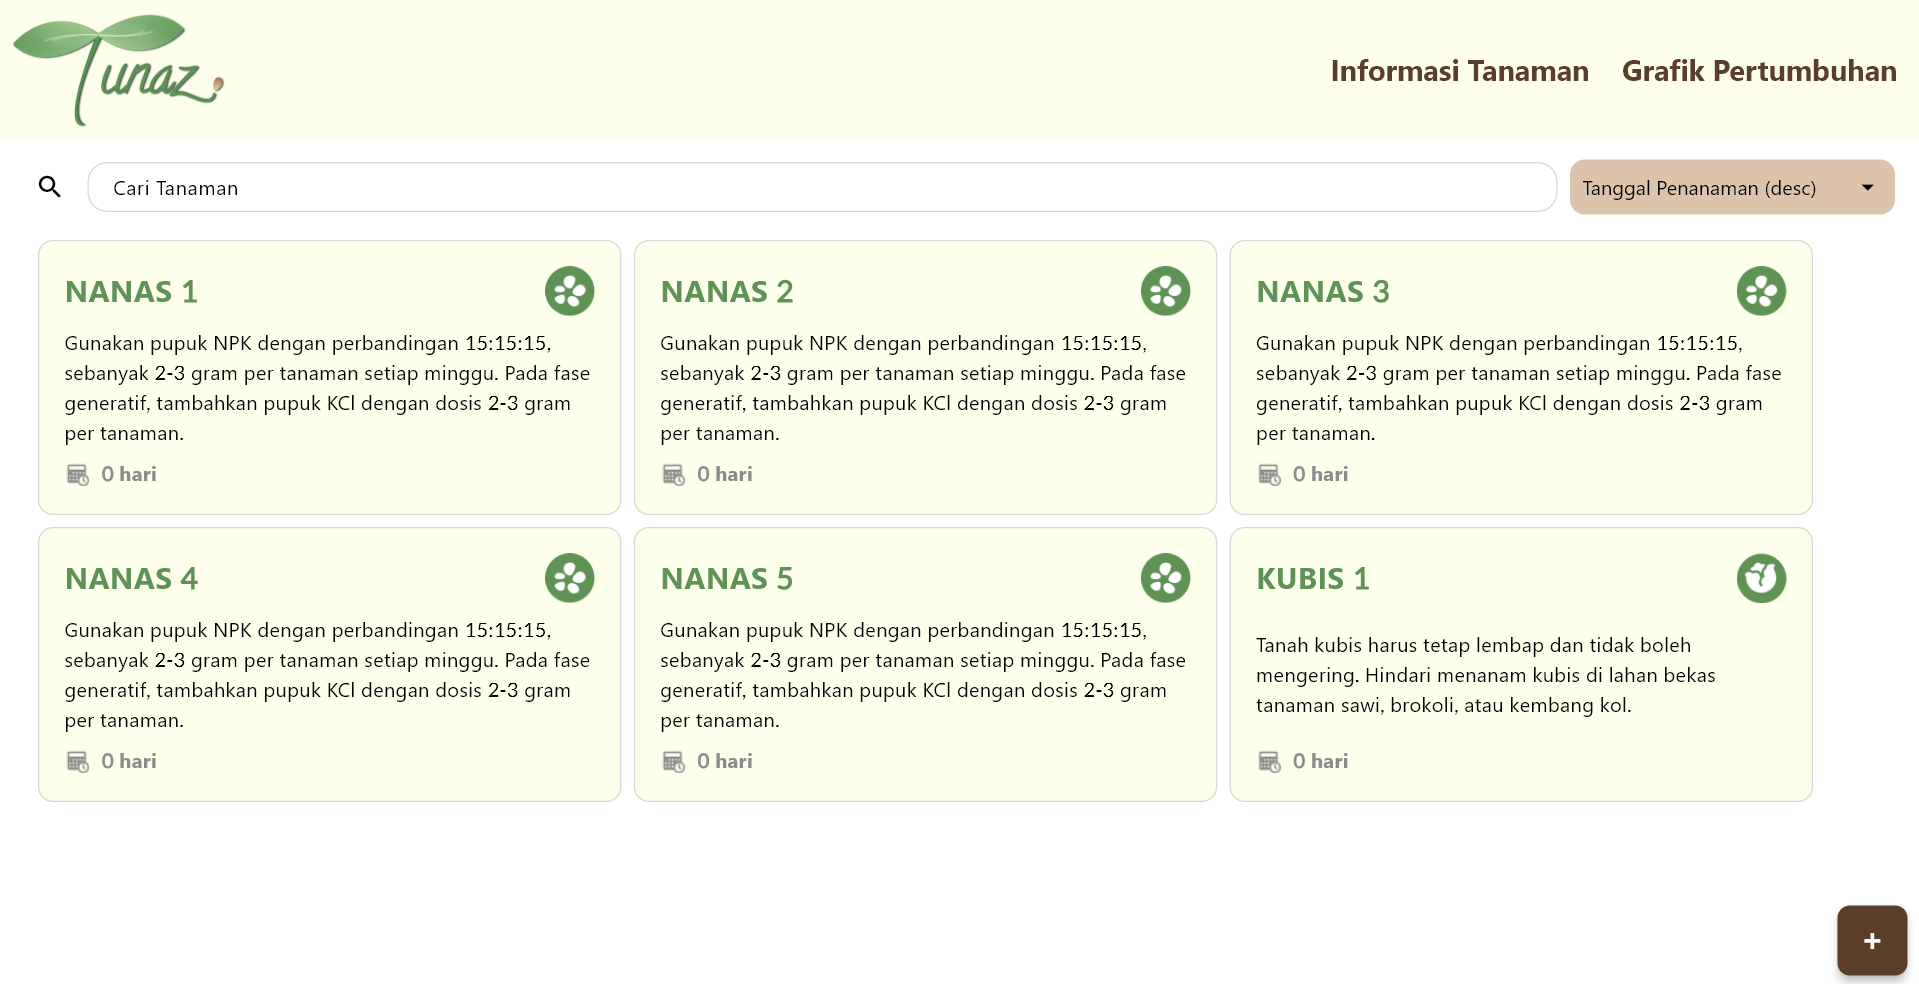 Tunaz.
Informasi Tanaman
Grafik Pertumbuhan
Cari Tanaman
Tanggal Penanaman (desc)
NANAS 1
Gunakan pupuk NPK dengan perbandingan 15:15:15,
sebanyak 2-3 gram per tanaman setiap minggu. Pada fase
generatif, tambahkan pupuk KCl dengan dosis 2-3 gram
per tanaman.
0 hari
NANAS 2
Gunakan pupuk NPK dengan perbandingan 15:15:15,
sebanyak 2-3 gram per tanaman setiap minggu. Pada fase
generatif, tambahkan pupuk KCl dengan dosis 2-3 gram
per tanaman.
0 hari
NANAS 3
Gunakan pupuk NPK dengan perbandingan 15:15:15,
sebanyak 2-3 gram per tanaman setiap minggu. Pada fase
generatif, tambahkan pupuk KCl dengan dosis 2-3 gram
per tanaman.
0 hari
NANAS 4
Gunakan pupuk NPK dengan perbandingan 15:15:15,
sebanyak 2-3 gram per tanaman setiap minggu. Pada fase
generatif, tambahkan pupuk KCl dengan dosis 2-3 gram
per tanaman.
0 hari
NANAS 5
Gunakan pupuk NPK dengan perbandingan 15:15:15,
sebanyak 2-3 gram per tanaman setiap minggu. Pada fase
generatif, tambahkan pupuk KCl dengan dosis 2-3 gram
per tanaman.
0 hari
KUBIS 1
Tanah kubis harus tetap lembap dan tidak boleh
mengering. Hindari menanam kubis di lahan bekas
tanaman sawi, brokoli, atau kembang kol.
0 hari
+